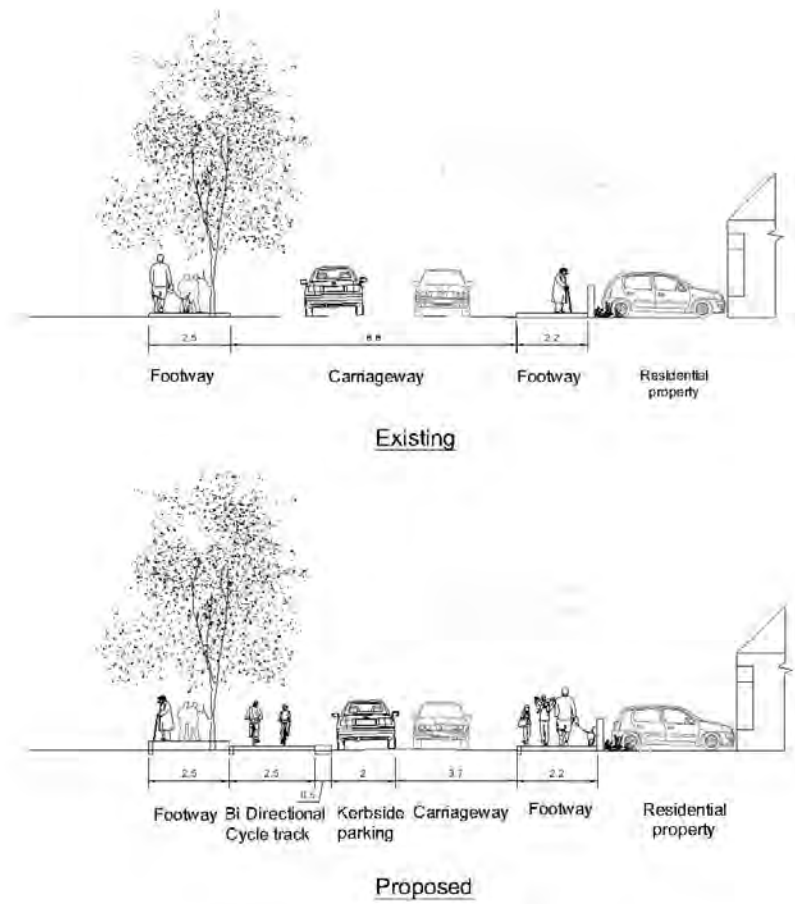 2.5 8.8 2.2
Footway Carriageway Footway Residential
property
Existing
2.5 2.5 2 3.7 2.2
0.5
Footway Bi Directional Kerbside Carriageway Footway Residential
Cycle track parking property
Proposed